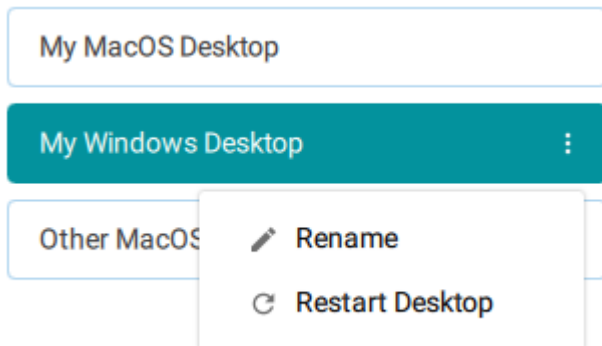 My MacOS Desktop
My Windows Desktop
Other MacOS
Rename
Restart Desktop